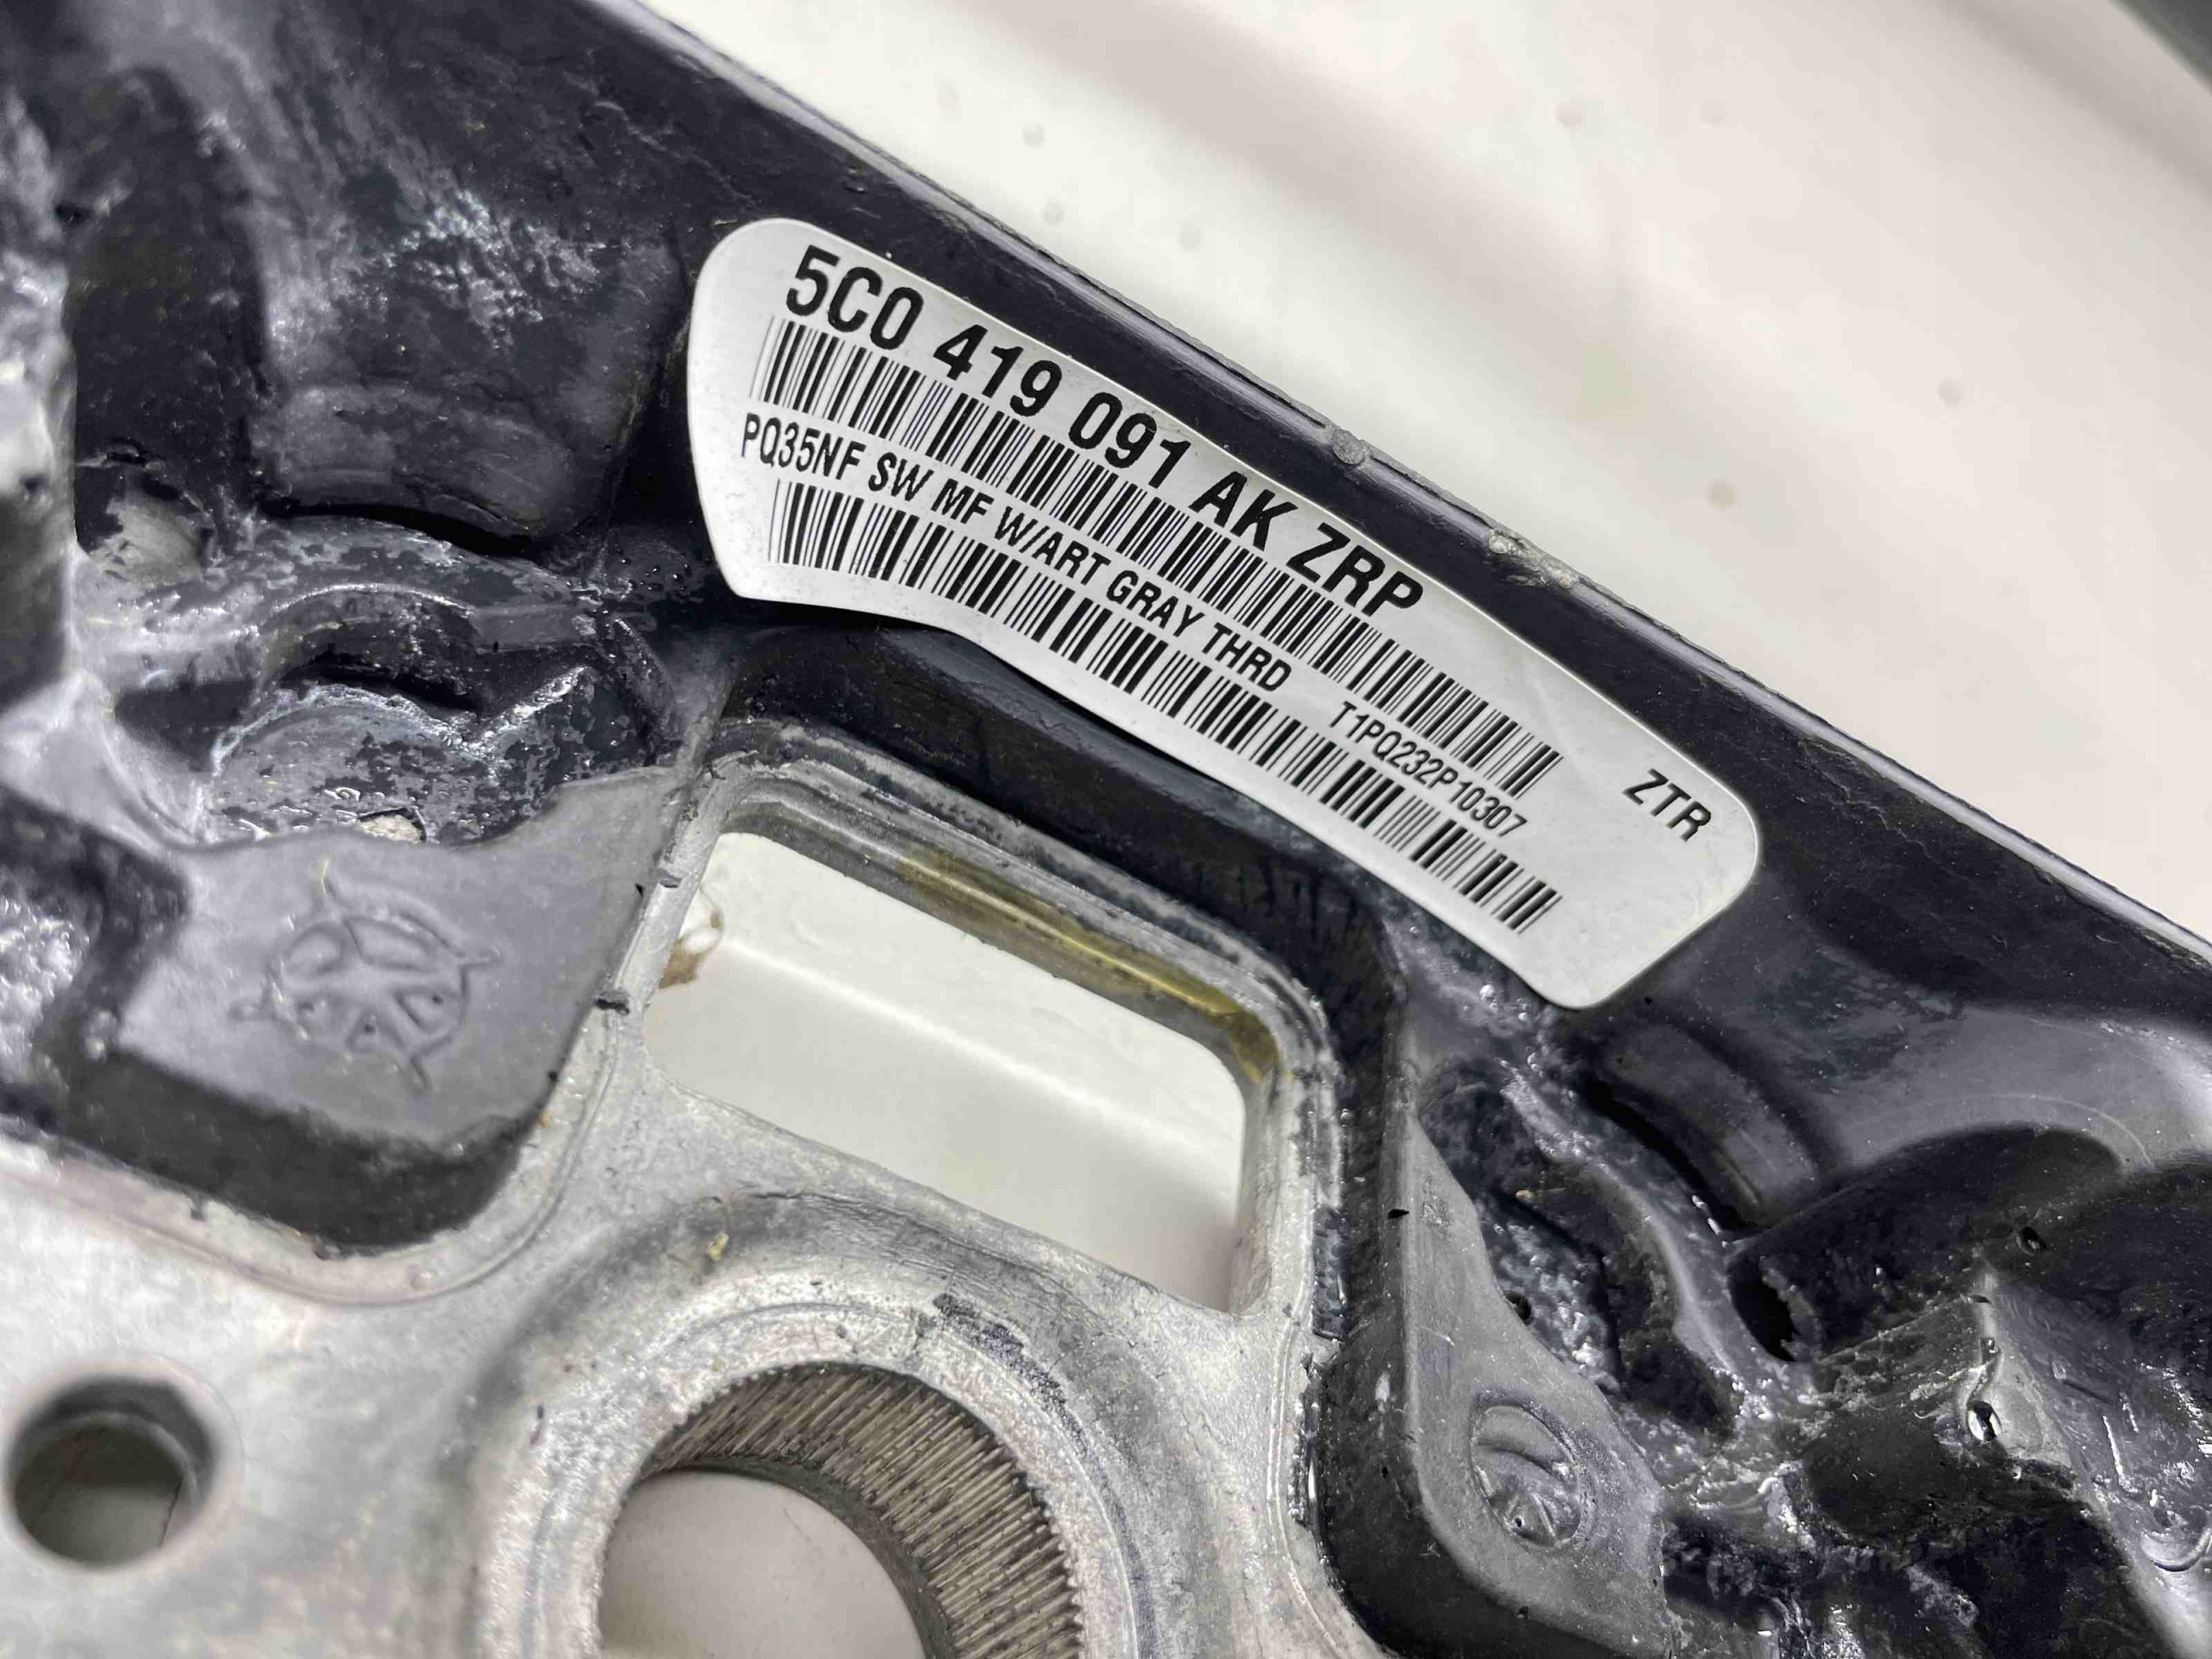 5C0 419 091 AK ZRP
PQ35NF SW MF W/ART GRAY THRD
T1PQ232P10307
ZTR